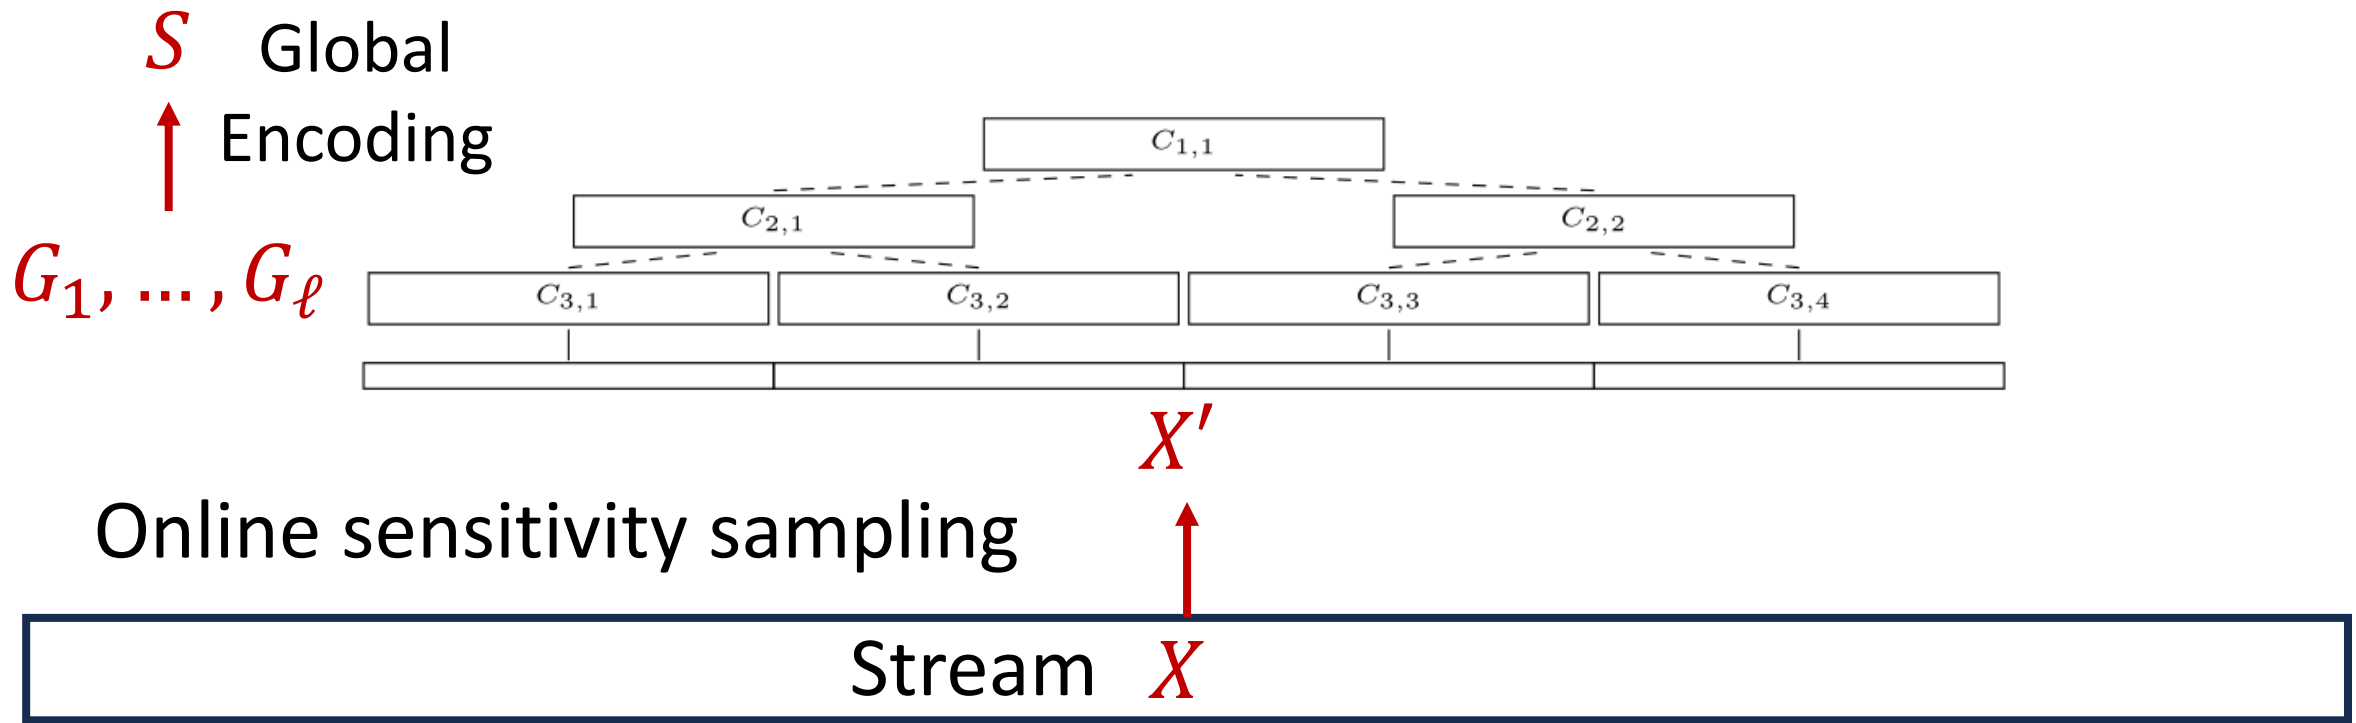 S Global
Encoding
G₁, … , G_ℓ
C₁,₁
C₂,₁ C₂,₂
C₃,₁ C₃,₂ C₃,₃ C₃,₄
X′
Online sensitivity sampling
Stream X